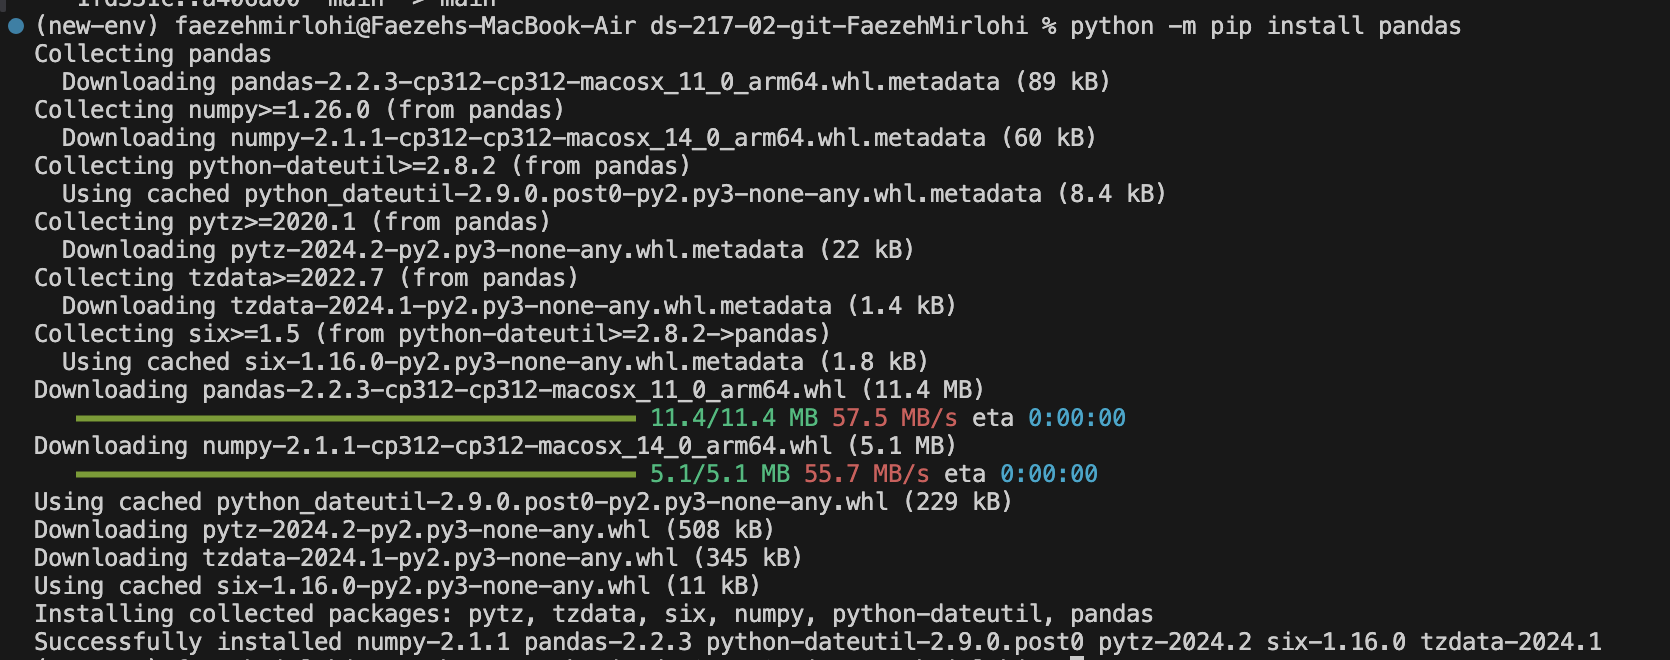 main -> main
(new-env) faezehmirlohi@Faezehs-MacBook-Air ds-217-02-git-FaezehMirlohi % python -m pip install pandas
Collecting pandas
  Downloading pandas-2.2.3-cp312-cp312-macosx_11_0_arm64.whl.metadata (89 kB)
Collecting numpy>=1.26.0 (from pandas)
  Downloading numpy-2.1.1-cp312-cp312-macosx_14_0_arm64.whl.metadata (60 kB)
Collecting python-dateutil>=2.8.2 (from pandas)
  Using cached python_dateutil-2.9.0.post0-py2.py3-none-any.whl.metadata (8.4 kB)
Collecting pytz>=2020.1 (from pandas)
  Downloading pytz-2024.2-py2.py3-none-any.whl.metadata (22 kB)
Collecting tzdata>=2022.7 (from pandas)
  Downloading tzdata-2024.1-py2.py3-none-any.whl.metadata (1.4 kB)
Collecting six>=1.5 (from python-dateutil>=2.8.2->pandas)
  Using cached six-1.16.0-py2.py3-none-any.whl.metadata (1.8 kB)
Downloading pandas-2.2.3-cp312-cp312-macosx_11_0_arm64.whl (11.4 MB)
11.4/11.4 MB 57.5 MB/s eta 0:00:00
Downloading numpy-2.1.1-cp312-cp312-macosx_14_0_arm64.whl (5.1 MB)
5.1/5.1 MB 55.7 MB/s eta 0:00:00
Using cached python_dateutil-2.9.0.post0-py2.py3-none-any.whl (229 kB)
Downloading pytz-2024.2-py2.py3-none-any.whl (508 kB)
Downloading tzdata-2024.1-py2.py3-none-any.whl (345 kB)
Using cached six-1.16.0-py2.py3-none-any.whl (11 kB)
Installing collected packages: pytz, tzdata, six, numpy, python-dateutil, pandas
Successfully installed numpy-2.1.1 pandas-2.2.3 python-dateutil-2.9.0.post0 pytz-2024.2 six-1.16.0 tzdata-2024.1